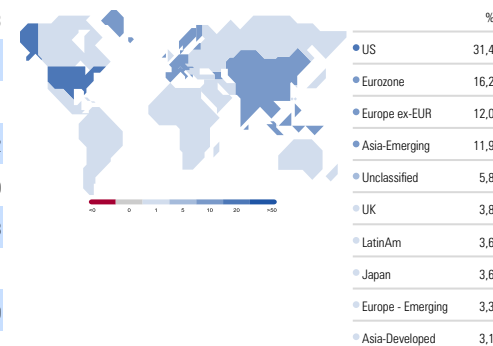 %
US 31,4
Eurozone 16,2
Europe ex-EUR 12,0
Asia-Emerging 11,9
Unclassified 5,8
UK 3,8
LatinAm 3,6
Japan 3,6
Europe - Emerging 3,3
Asia-Developed 3,1
<0 0 1 5 10 20 >50